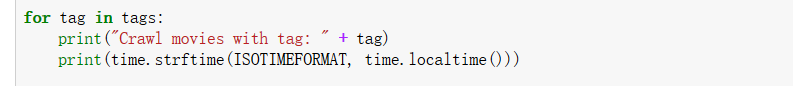 for tag in tags:
    print("Crawl movies with tag: " + tag)
    print(time.strftime(ISOTIMEFORMAT, time.localtime()))